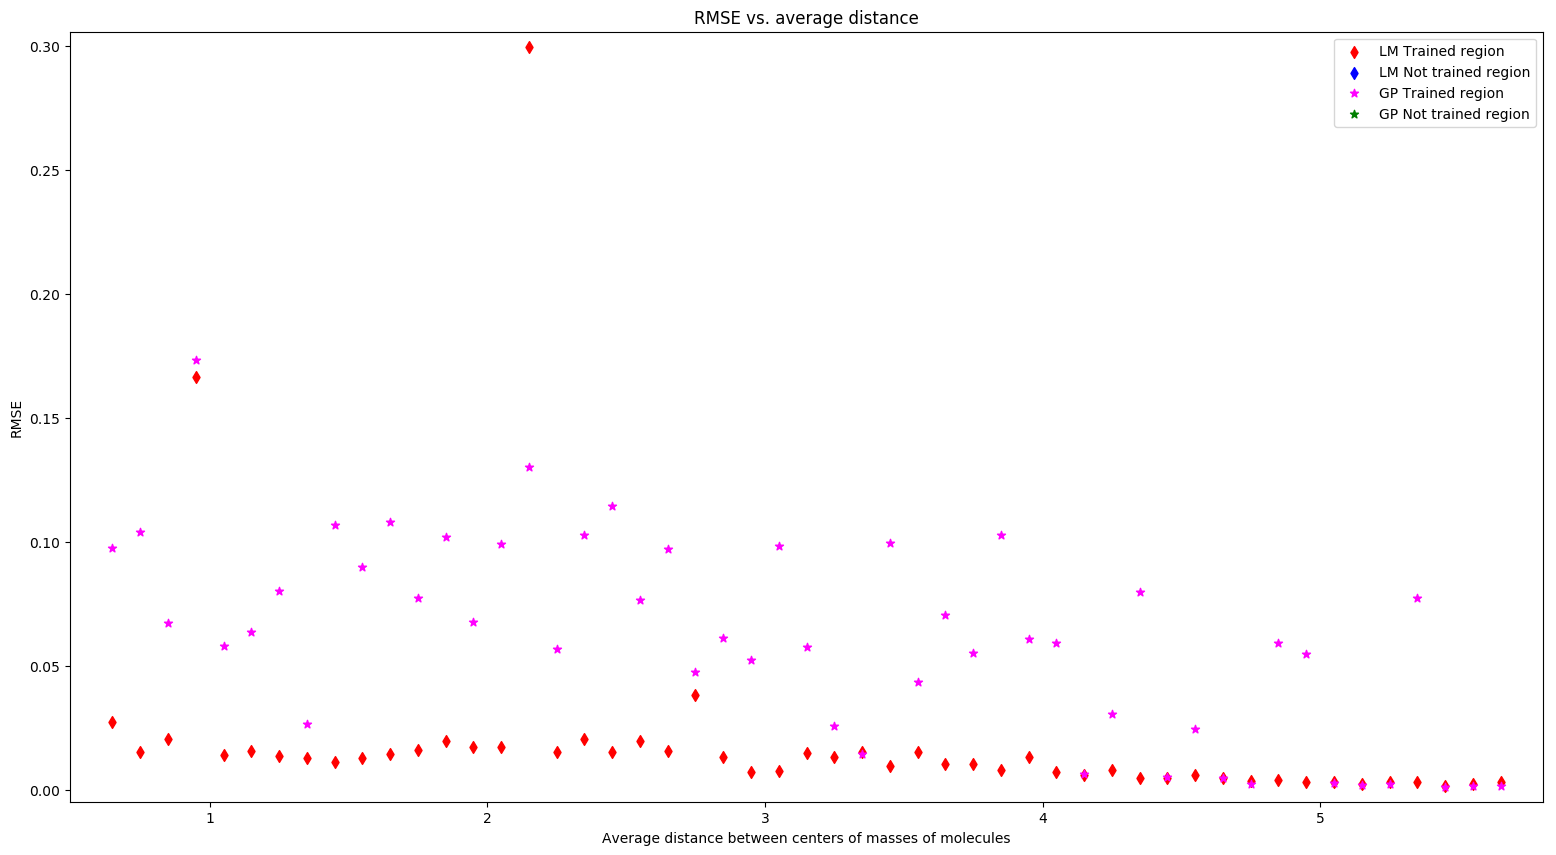 RMSE vs. average distance
LM Trained region
LM Not trained region
GP Trained region
GP Not trained region
RMSE
0.30
0.25
0.20
0.15
0.10
0.05
0.00
1 2 3 4 5
Average distance between centers of masses of molecules